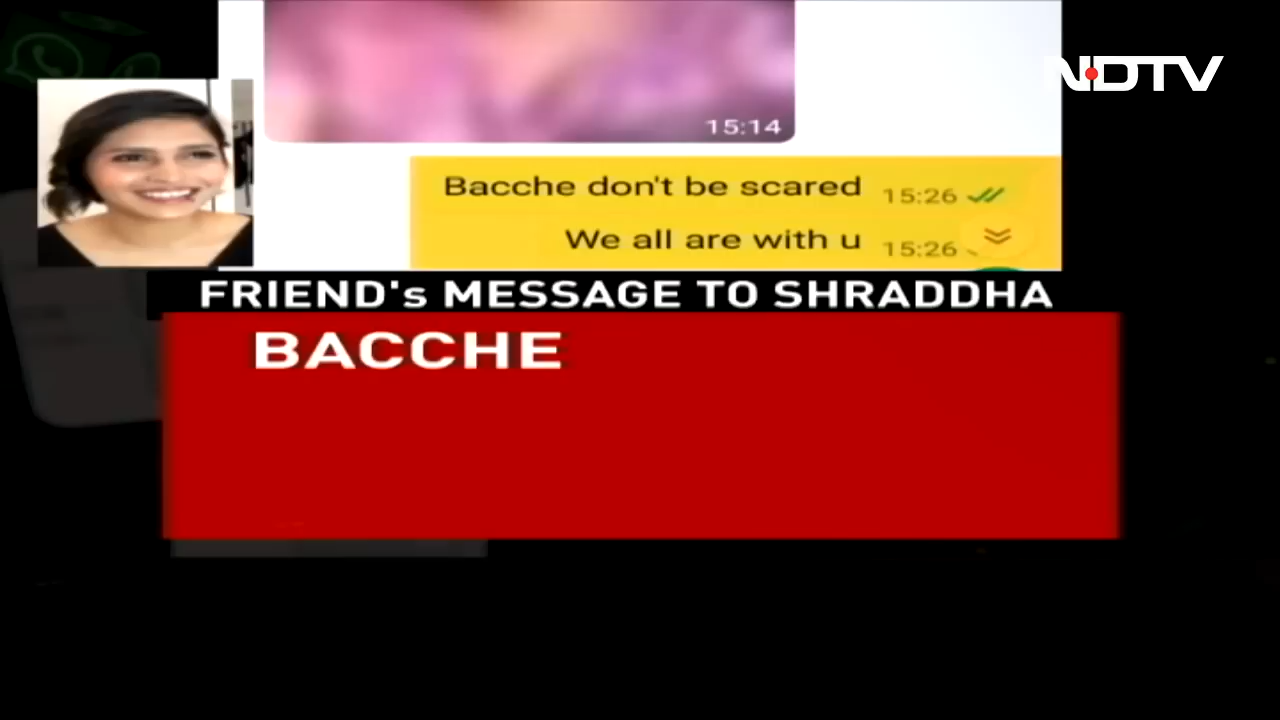 NDTV
15:14
Bacche don't be scared 15:26
We all are with u 15:26
FRIEND's MESSAGE TO SHRADDHA
BACCHE